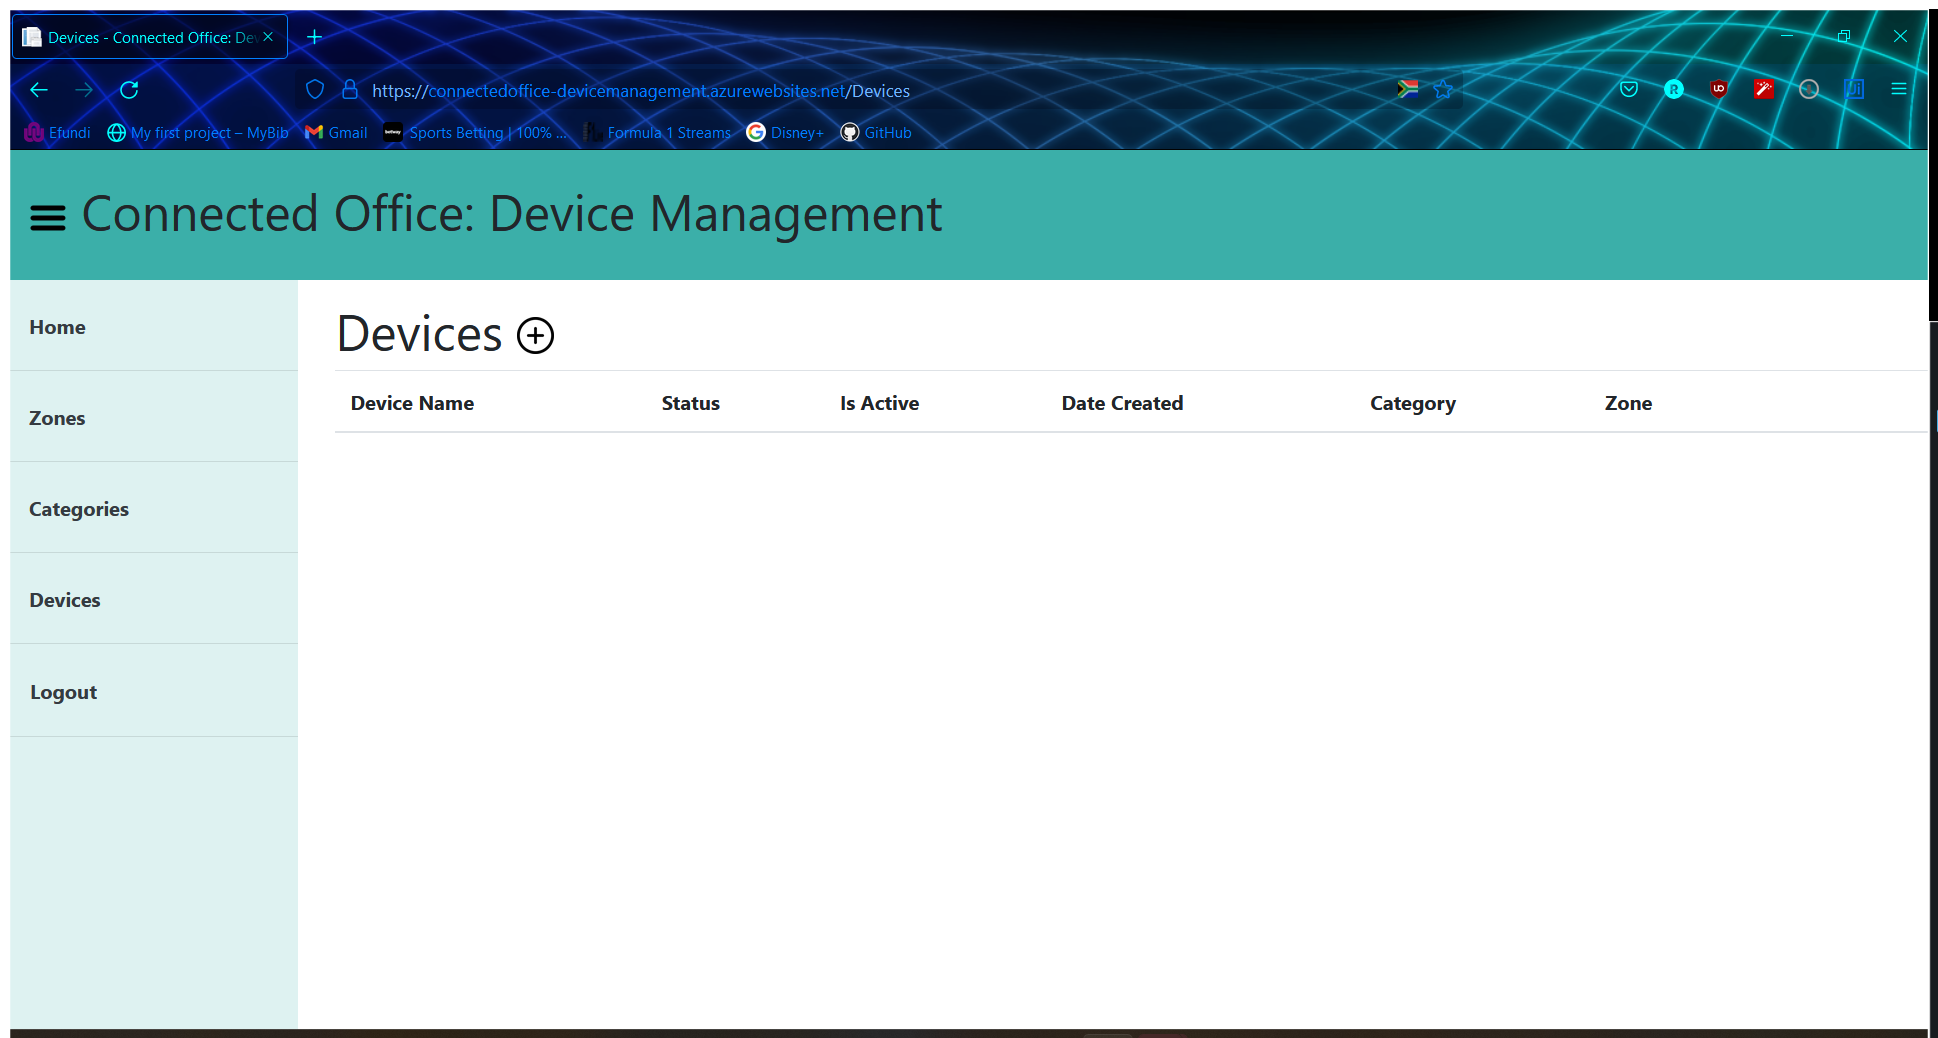 Devices - Connected Office: De
https://connectedoffice-devicemanagement.azurewebsites.net/Devices
Efundi My first project – MyBib Gmail Sports Betting | 100% ... Formula 1 Streams Disney+ GitHub
Connected Office: Device Management
Home
Zones
Categories
Devices
Logout
Devices
Device Name Status Is Active Date Created Category Zone